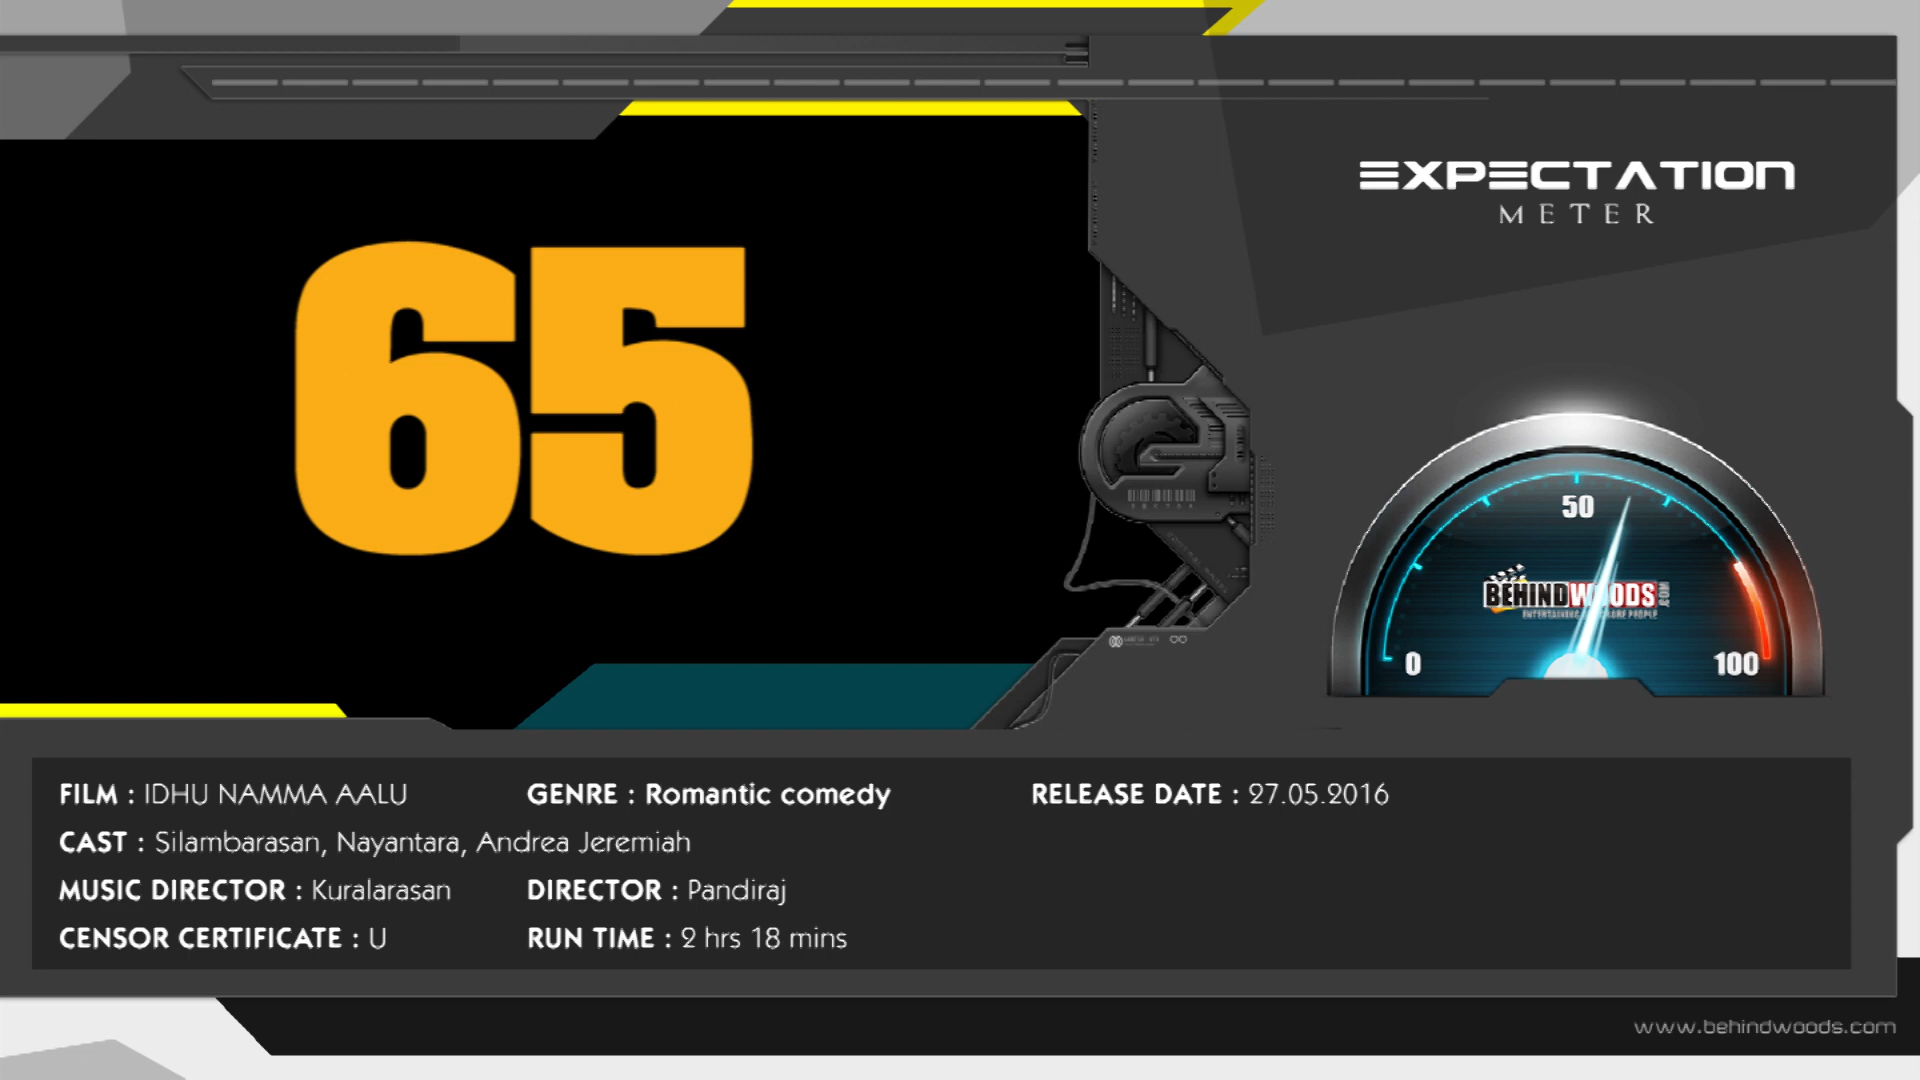 EXPECTATION
METER
65
50
BEHINDWOODS.COM
0
100
FILM : IDHU NAMMA AALU
GENRE : Romantic comedy
RELEASE DATE : 27.05.2016
CAST : Silambarasan, Nayantara, Andrea Jeremiah
MUSIC DIRECTOR : Kuralarasan
DIRECTOR : Pandiraj
CENSOR CERTIFICATE : U
RUN TIME : 2 hrs 18 mins
www.behindwoods.com